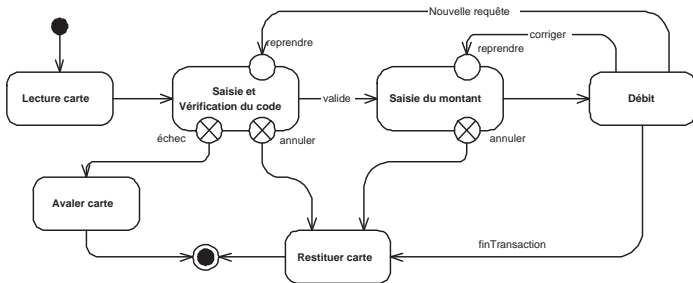 Nouvelle requête
reprendre
corriger
reprendre
Lecture carte
Saisie et
Vérification du code
valide
Saisie du montant
Débit
échec
annuler
annuler
Avaler carte
Restituer carte
finTransaction